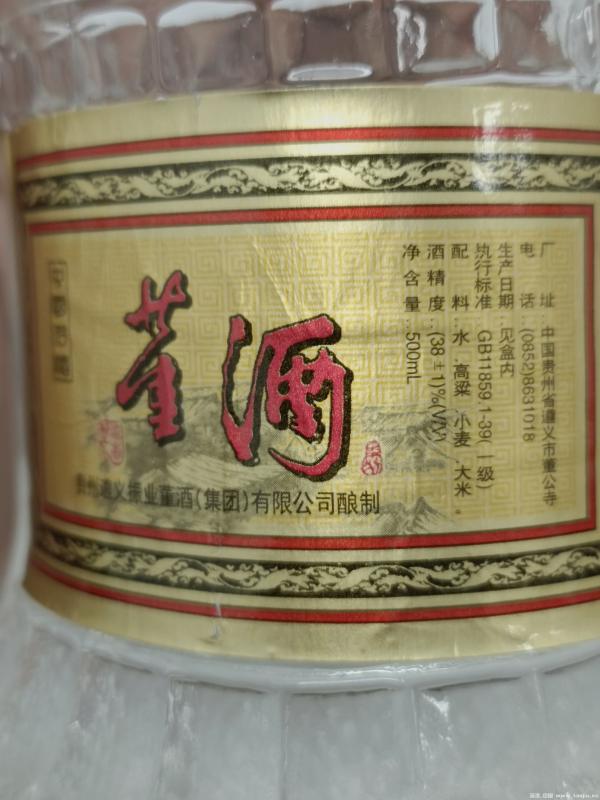 董酒
贵州遵义振业董酒(集团)有限公司酿制
厂 址:中国贵州省遵义市董公寺
电 话:(0852)8631018
生产日期:见盒内
执行标准:GB11859.1-89(一级)
配 料:水.高粱.小麦.大米。
酒精度:(38±1)%(V/V)
净含量:500mL